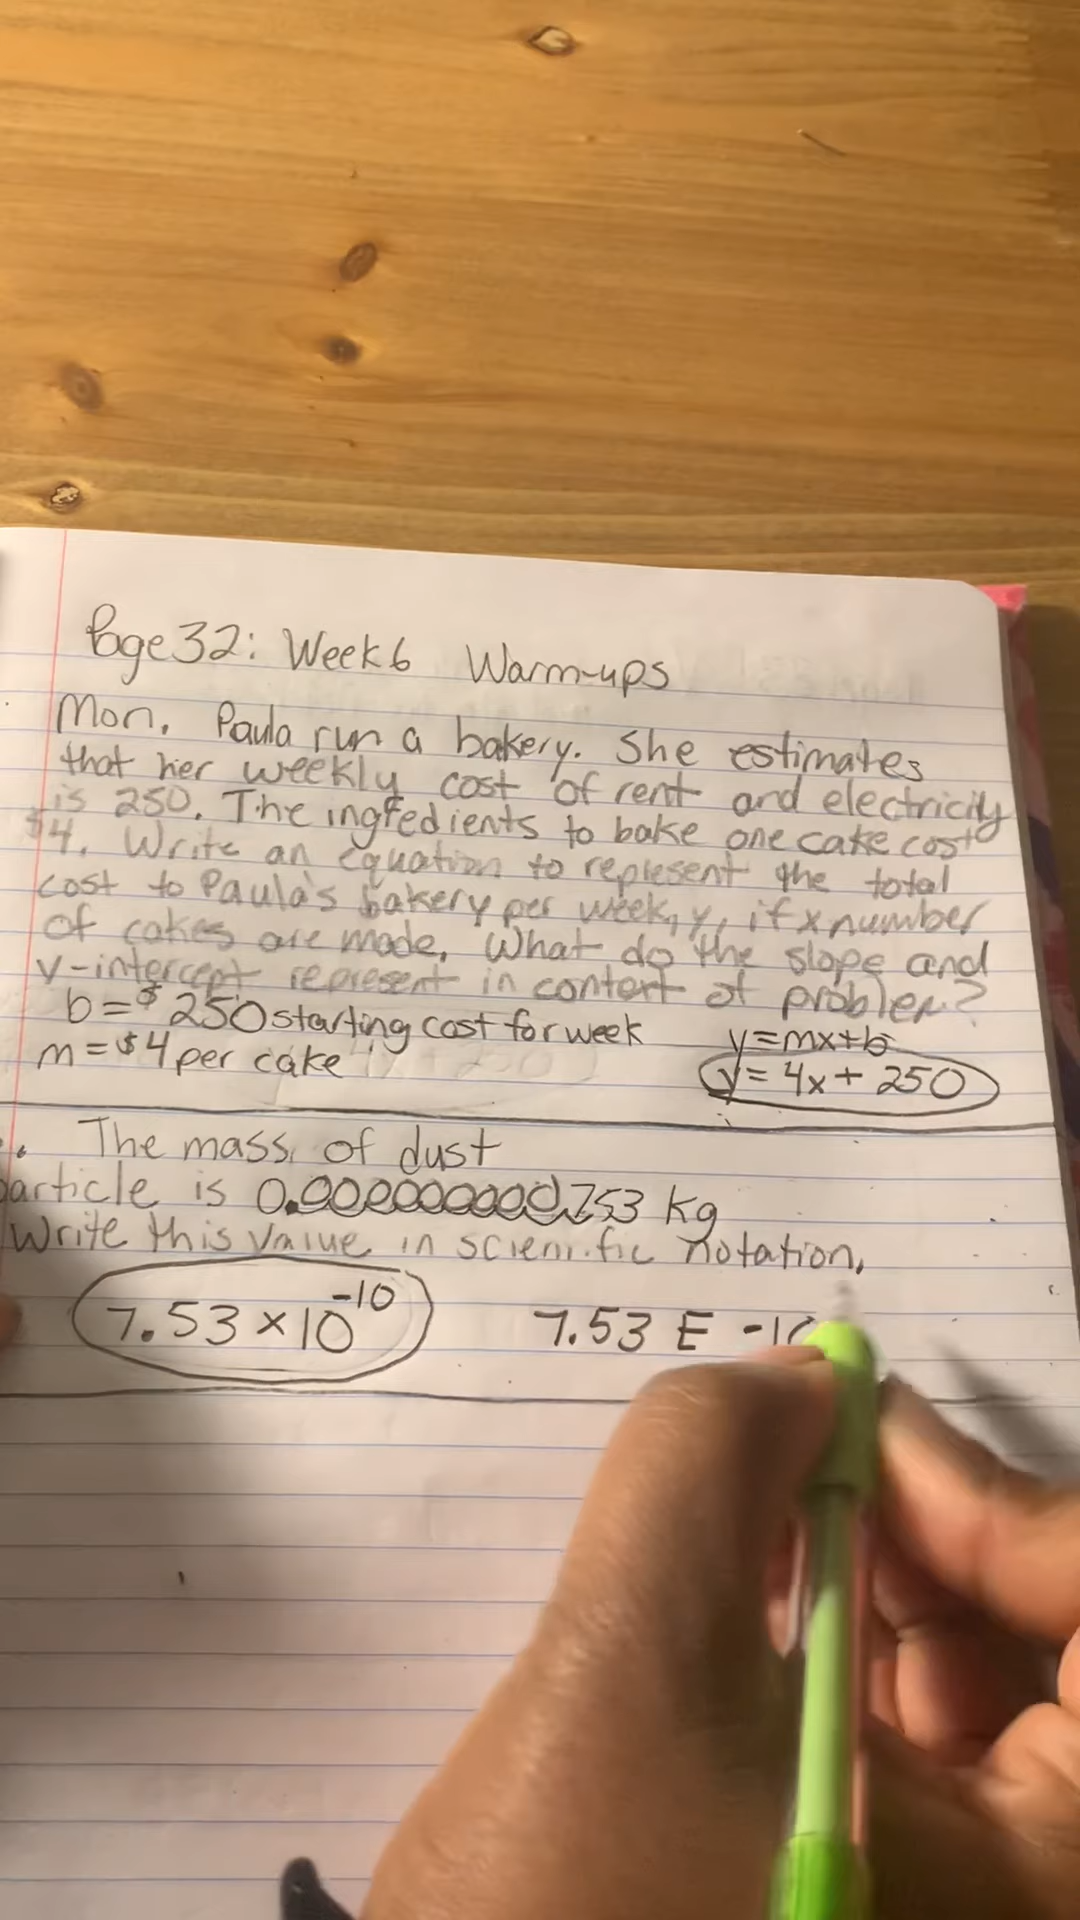 Page 32: Week 6 Warm-ups
Mon. Paula run a bakery. She estimates
that her weekly cost of rent and electricity
is 250. The ingredients to bake one cake cost
$4. Write an equation to represent the total
cost to Paula's bakery per week, y, if x number
of cakes are made. What do the slope and
y-intercept represent in context of problem?
b = $250 starting cost for week
m = $4 per cake
y=mx+b
y= 4x + 250
. The mass of dust
particle is 0.000000000753 kg
Write this value in scientific notation.
7.53 × 10^-10
7.53 E -10